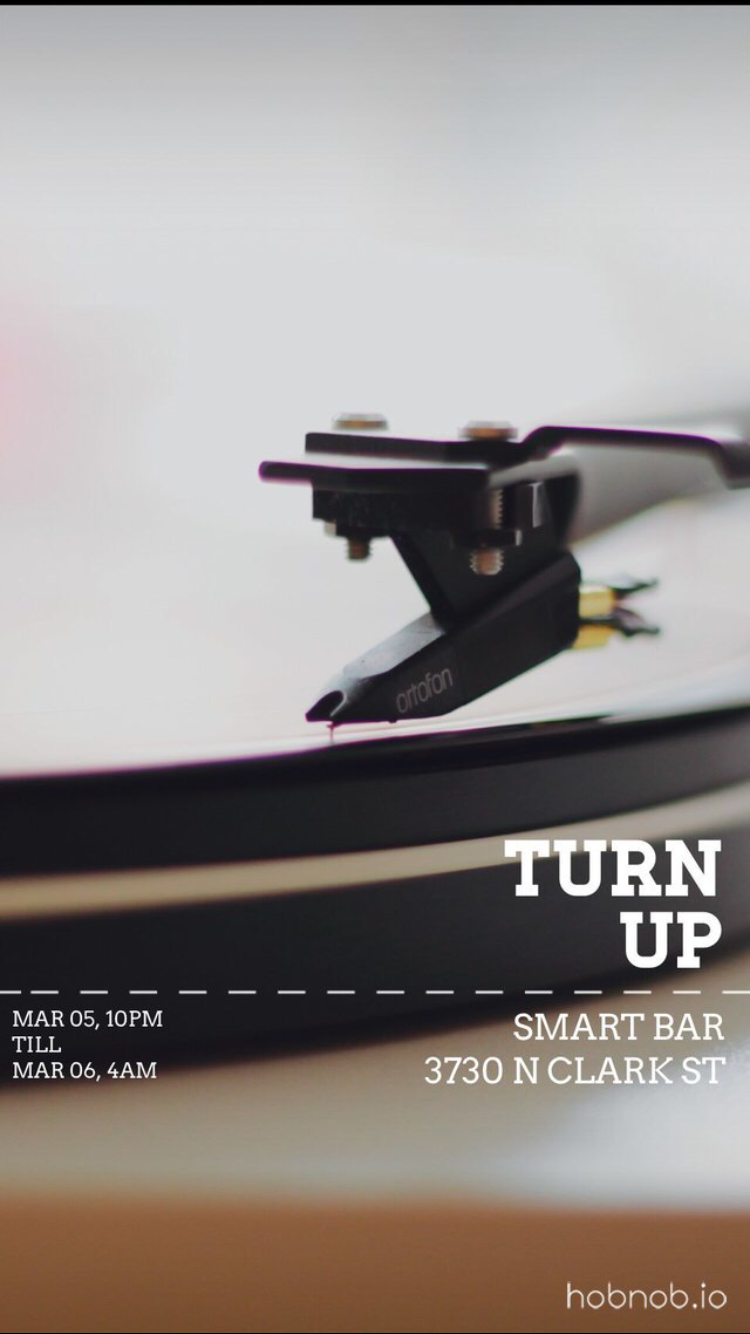 ortofon
TURN
UP
MAR 05, 10PM
TILL
MAR 06, 4AM
SMART BAR
3730 N CLARK ST
hobnob.io